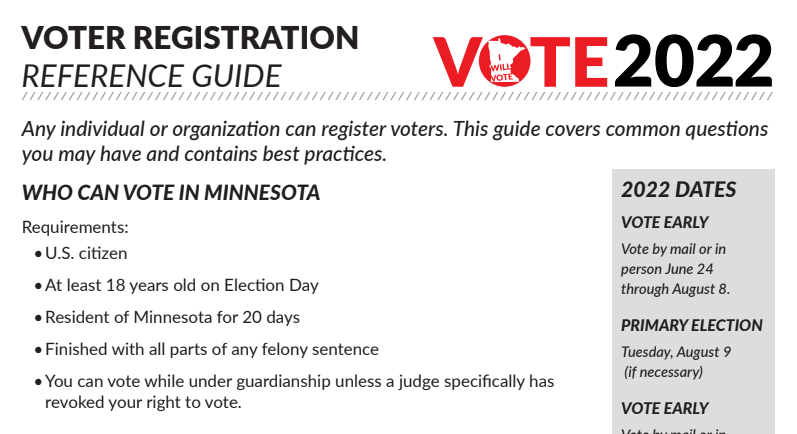 VOTER REGISTRATION
REFERENCE GUIDE
VOTE 2022
I
WILL
VOTE
Any individual or organization can register voters. This guide covers common questions
you may have and contains best practices.
WHO CAN VOTE IN MINNESOTA
Requirements:
• U.S. citizen
• At least 18 years old on Election Day
• Resident of Minnesota for 20 days
• Finished with all parts of any felony sentence
• You can vote while under guardianship unless a judge specifically has
revoked your right to vote.
2022 DATES
VOTE EARLY
Vote by mail or in
person June 24
through August 8.
PRIMARY ELECTION
Tuesday, August 9
(if necessary)
VOTE EARLY
Vote by mail or in